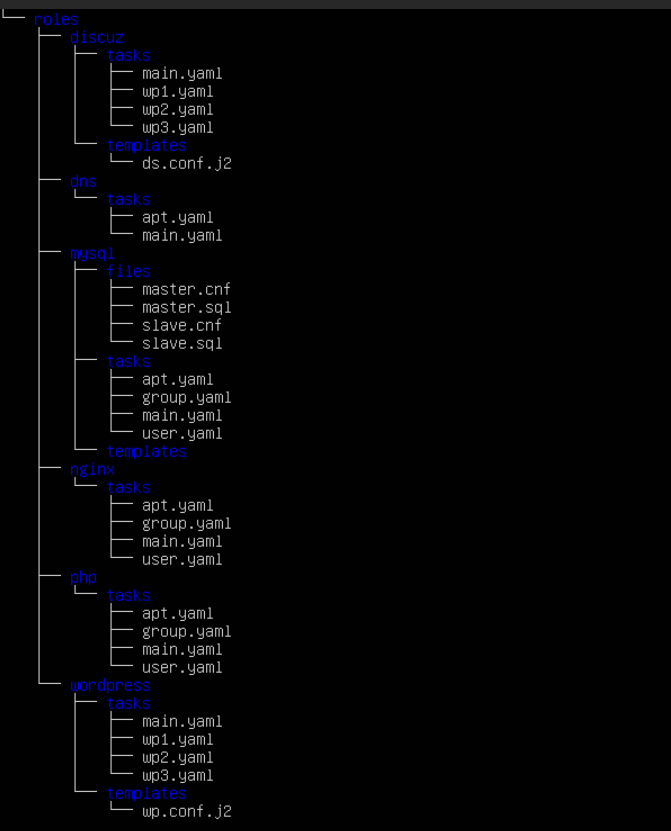 roles
discuz
tasks
main.yaml
wp1.yaml
wp2.yaml
wp3.yaml
templates
ds.conf.j2
dns
tasks
apt.yaml
main.yaml
mysql
files
master.cnf
master.sql
slave.cnf
slave.sql
tasks
apt.yaml
group.yaml
main.yaml
user.yaml
templates
nginx
tasks
apt.yaml
group.yaml
main.yaml
user.yaml
php
tasks
apt.yaml
group.yaml
main.yaml
user.yaml
wordpress
tasks
main.yaml
wp1.yaml
wp2.yaml
wp3.yaml
templates
wp.conf.j2